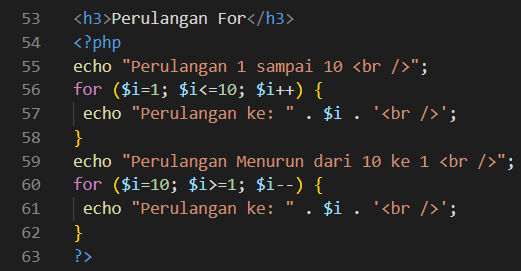 53 <h3>Perulangan For</h3>
54 <?php
55 echo "Perulangan 1 sampai 10 <br />";
56 for ($i=1; $i<=10; $i++) {
57 echo "Perulangan ke: " . $i . '<br />';
58 }
59 echo "Perulangan Menurun dari 10 ke 1 <br />";
60 for ($i=10; $i>=1; $i--) {
61 echo "Perulangan ke: " . $i . '<br />';
62 }
63 ?>